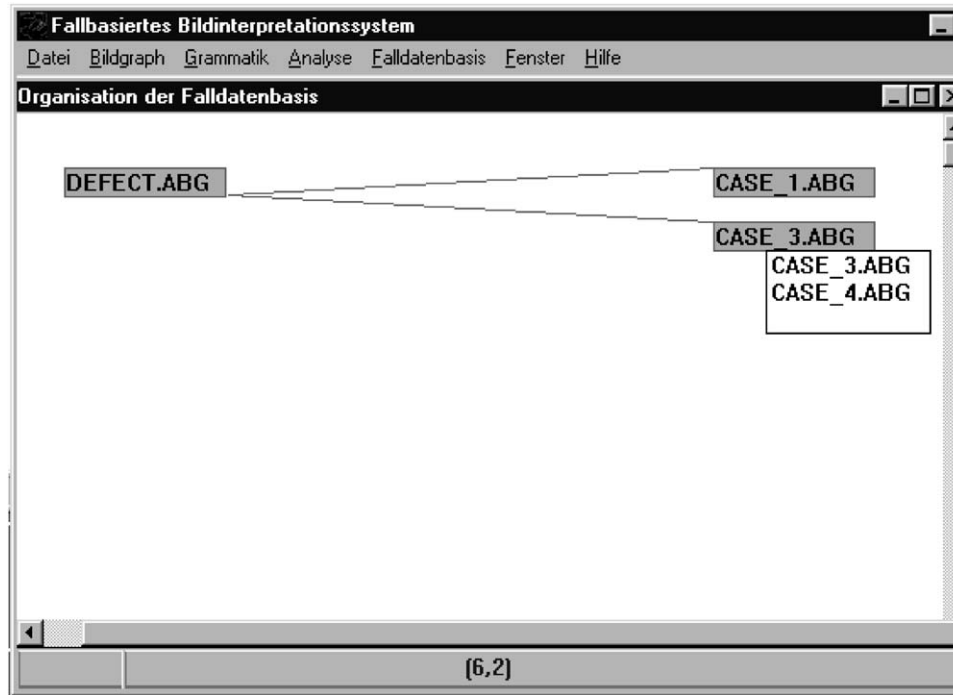 Fallbasiertes Bildinterpretationssystem
Datei Bildgraph Grammatik Analyse Falldatenbasis Fenster Hilfe
Organisation der Falldatenbasis
DEFECT.ABG CASE_1.ABG
CASE_3.ABG
CASE_3.ABG
CASE_4.ABG
(6,2)